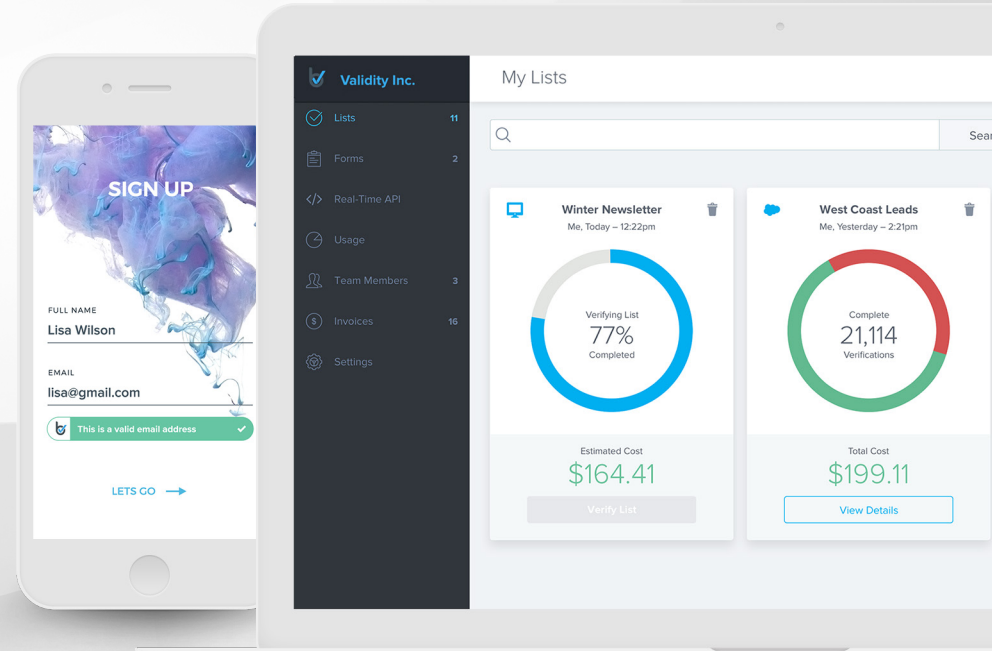 SIGN UP
FULL NAME
Lisa Wilson
EMAIL
lisa@gmail.com
This is a valid email address
LETS GO
Validity Inc.
Lists 11
Forms 2
</> Real-Time API
Usage
Team Members 3
$ Invoices 16
Settings
My Lists
Sear
Winter Newsletter
Me, Today – 12:22pm
Verifying List
77%
Completed
Estimated Cost
$164.41
Verify List
West Coast Leads
Me, Yesterday – 2:21pm
Complete
21,114
Verifications
Total Cost
$199.11
View Details